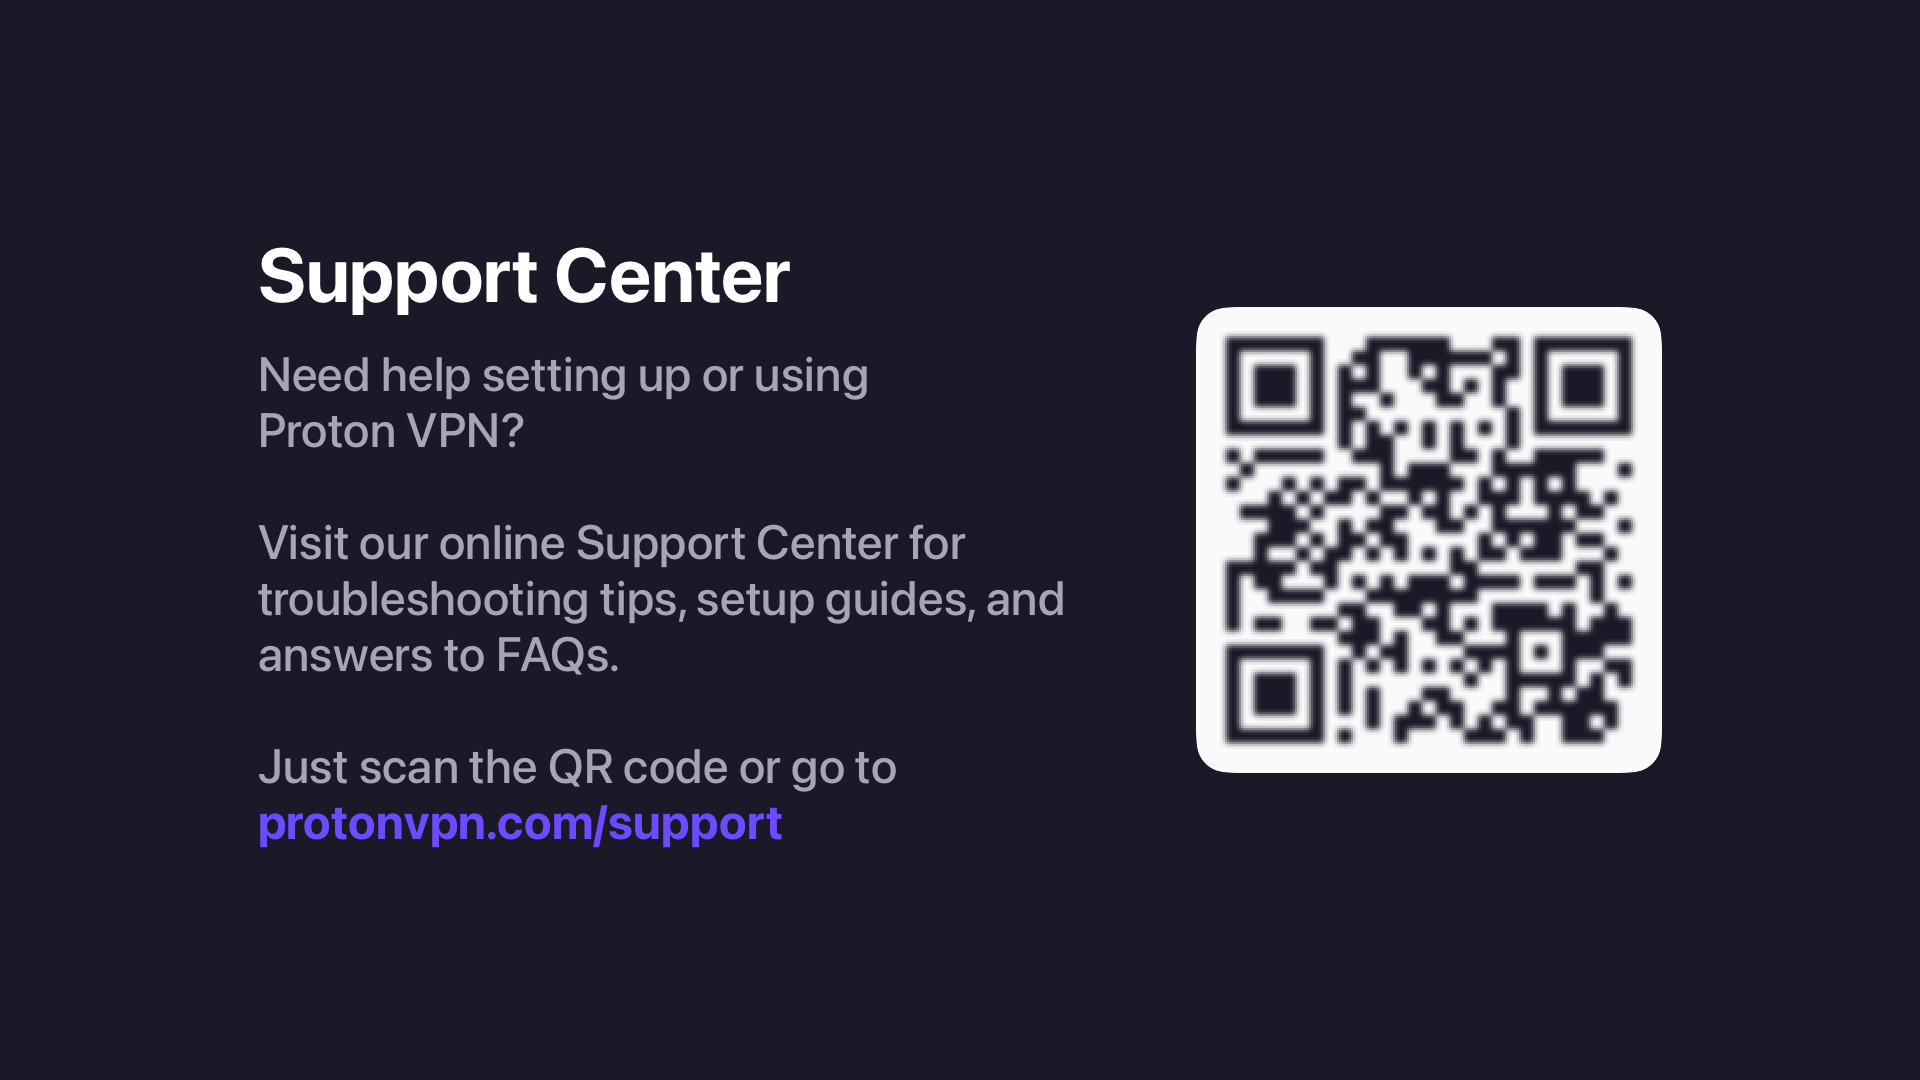 Support Center
Need help setting up or using
Proton VPN?
Visit our online Support Center for
troubleshooting tips, setup guides, and
answers to FAQs.
Just scan the QR code or go to
protonvpn.com/support